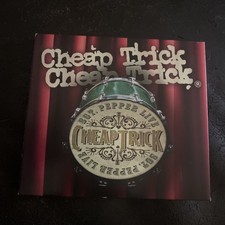 Cheap Trick
Cheap Trick®
SGT. PEPPER LIVE
CHEAP TRICK
SGT. PEPPER LIVE